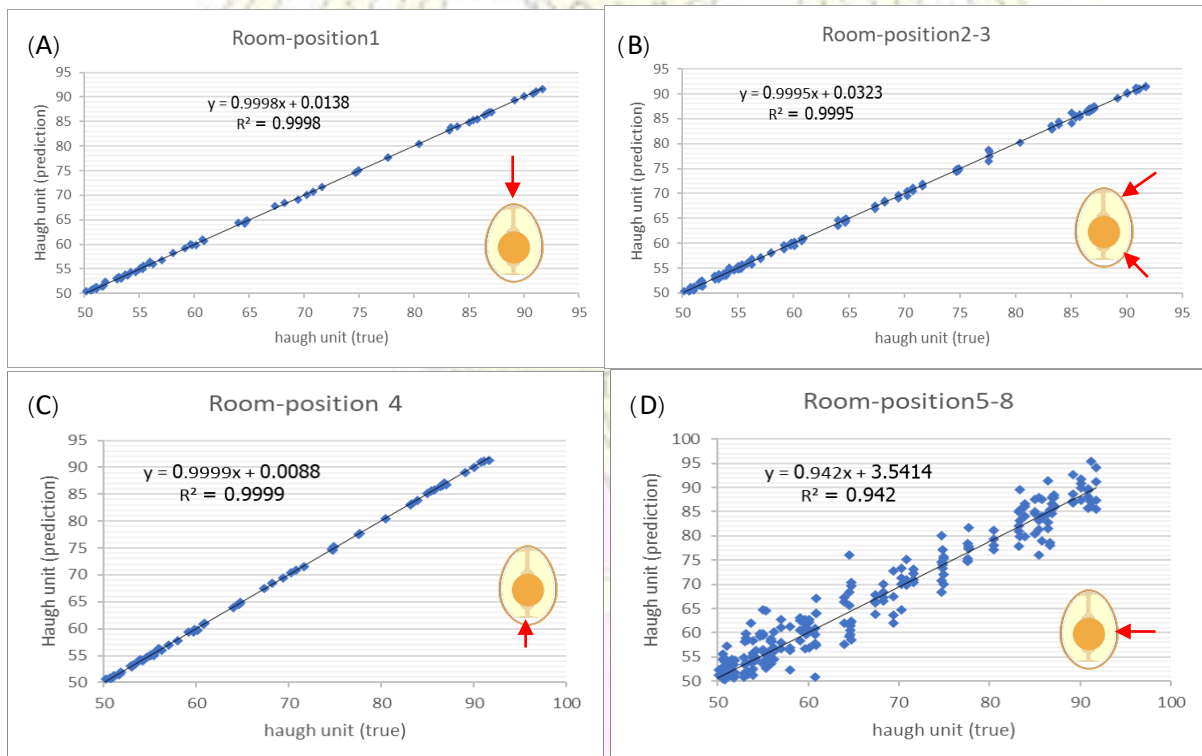 (A)
Room-position1
Haugh unit (prediction)
95
90
85
80
75
70
65
60
55
50
y = 0.9998x + 0.0138
R² = 0.9998
50 55 60 65 70 75 80 85 90 95
haugh unit (true)
(B)
Room-position2-3
Haugh unit (prediction)
95
90
85
80
75
70
65
60
55
50
y = 0.9995x + 0.0323
R² = 0.9995
50 55 60 65 70 75 80 85 90 95
haugh unit (true)
(C)
Room-position 4
Haugh unit (prediction)
95
90
85
80
75
70
65
60
55
50
y = 0.9999x + 0.0088
R² = 0.9999
50 60 70 80 90 100
haugh unit (true)
(D)
Room-position5-8
Haugh unit (prediction)
100
95
90
85
80
75
70
65
60
55
50
y = 0.942x + 3.5414
R² = 0.942
50 60 70 80 90 100
haugh unit (true)